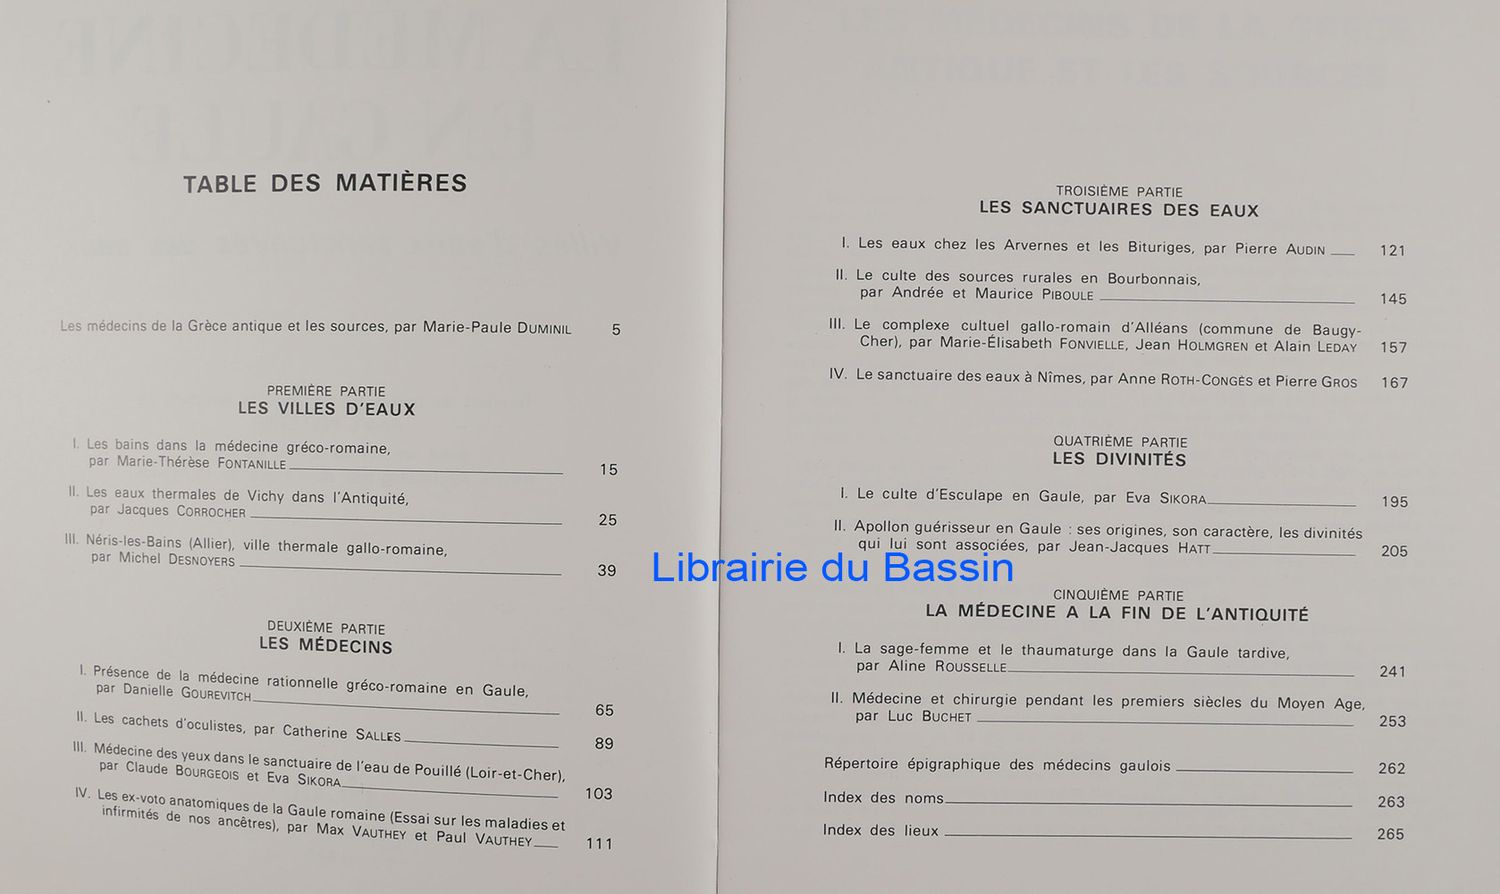 TABLE DES MATIÈRES
Les médecins de la Grèce antique et les sources, par Marie-Paule DUMINIL 5
PREMIÈRE PARTIE
LES VILLES D'EAUX
I. Les bains dans la médecine gréco-romaine,
par Marie-Thérèse FONTANILLE 15
II. Les eaux thermales de Vichy dans l'Antiquité,
par Jacques CORROCHER 25
III. Néris-les-Bains (Allier), ville thermale gallo-romaine,
par Michel DESNOYERS 39
DEUXIÈME PARTIE
LES MÉDECINS
I. Présence de la médecine rationnelle gréco-romaine en Gaule,
par Danielle GOUREVITCH 65
II. Les cachets d'oculistes, par Catherine SALLES 89
III. Médecine des yeux dans le sanctuaire de l'eau de Pouillé (Loir-et-Cher),
par Claude BOURGEOIS et Eva SIKORA 103
IV. Les ex-voto anatomiques de la Gaule romaine (Essai sur les maladies et
infirmités de nos ancêtres), par Max VAUTHEY et Paul VAUTHEY 111
TROISIÈME PARTIE
LES SANCTUAIRES DES EAUX
I. Les eaux chez les Arvernes et les Bituriges, par Pierre AUDIN 121
II. Le culte des sources rurales en Bourbonnais,
par Andrée et Maurice PIBOULE 145
III. Le complexe cultuel gallo-romain d'Alléans (commune de Baugy-
Cher), par Marie-Élisabeth FONVIELLE, Jean HOLMGREN et Alain LEDAY 157
IV. Le sanctuaire des eaux à Nîmes, par Anne ROTH-CONGÈS et Pierre GROS 167
QUATRIÈME PARTIE
LES DIVINITÉS
I. Le culte d'Esculape en Gaule, par Eva SIKORA 195
II. Apollon guérisseur en Gaule : ses origines, son caractère, les divinités
qui lui sont associées, par Jean-Jacques HATT 205
Librairie du Bassin
CINQUIÈME PARTIE
LA MÉDECINE A LA FIN DE L'ANTIQUITÉ
I. La sage-femme et le thaumaturge dans la Gaule tardive,
par Aline ROUSSELLE 241
II. Médecine et chirurgie pendant les premiers siècles du Moyen Age,
par Luc BUCHET 253
Répertoire épigraphique des médecins gaulois 262
Index des noms 263
Index des lieux 265